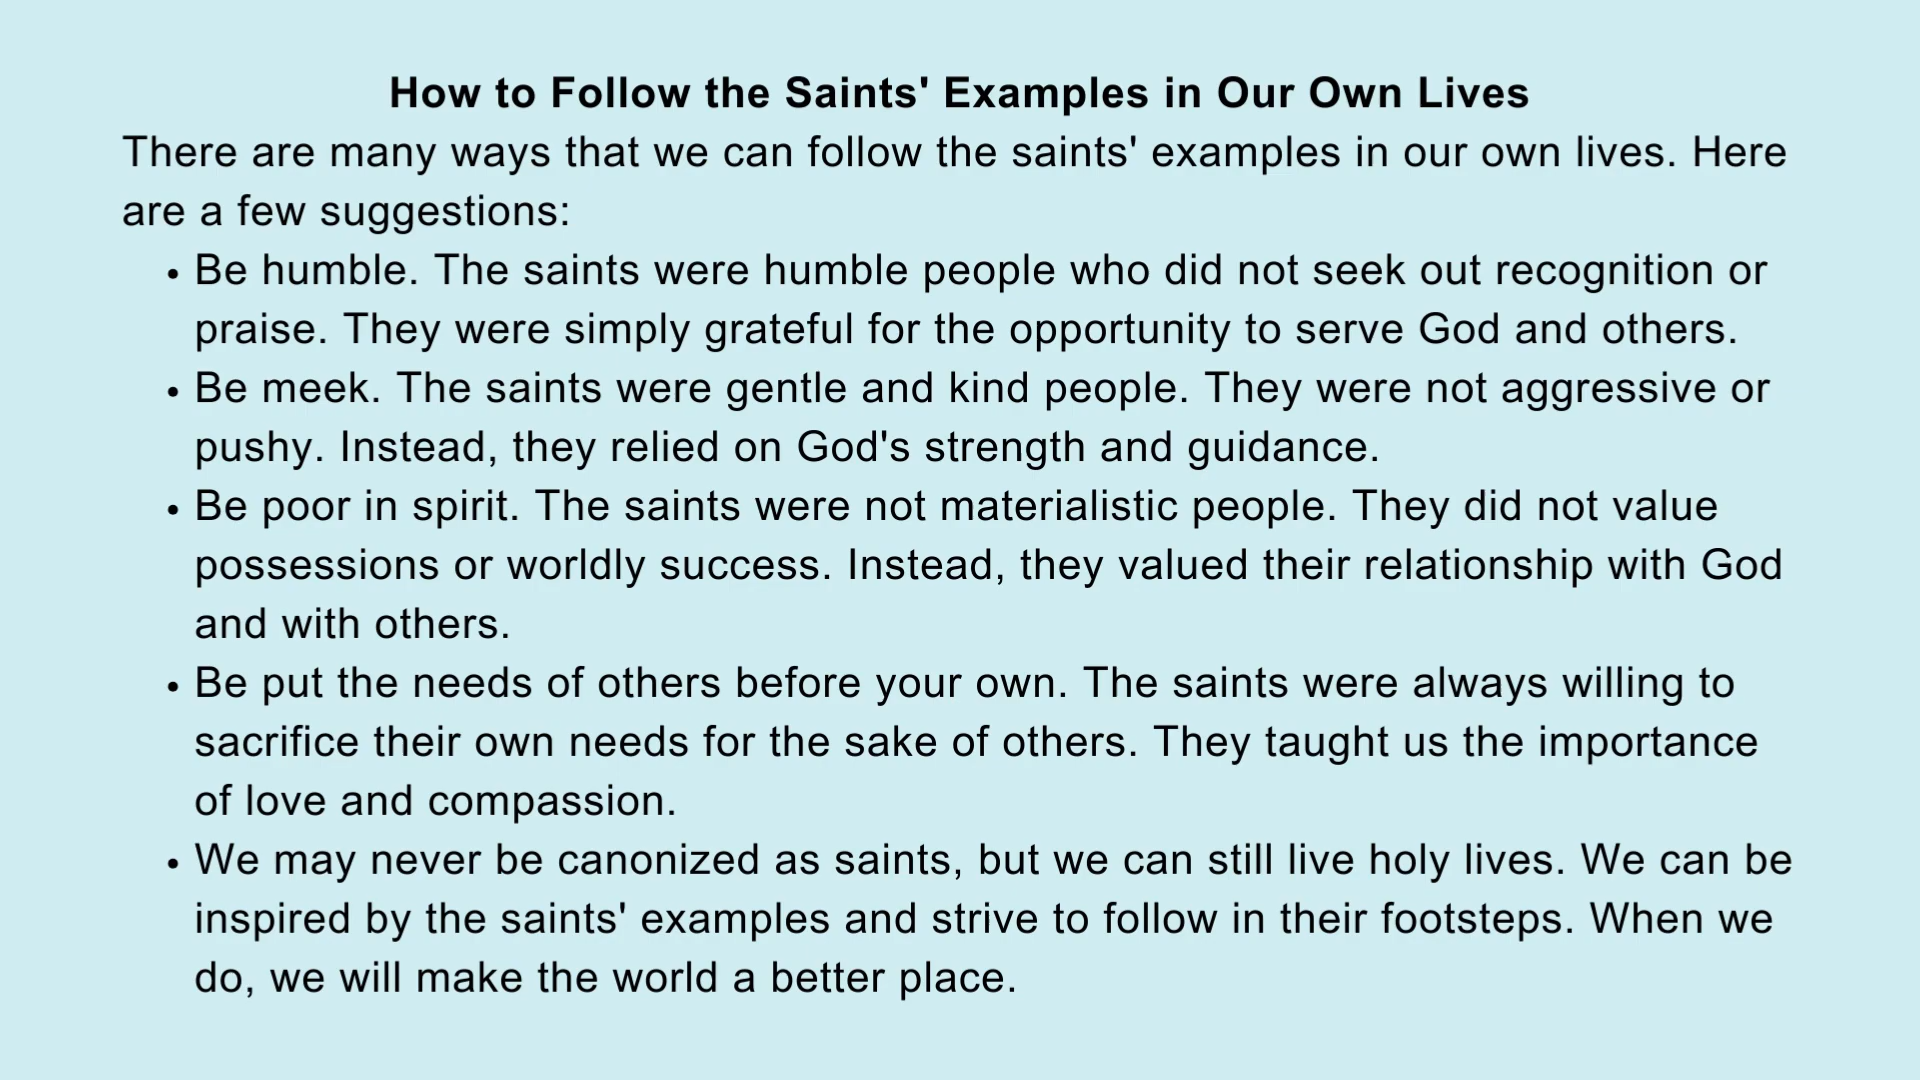 How to Follow the Saints' Examples in Our Own Lives
There are many ways that we can follow the saints' examples in our own lives. Here
are a few suggestions:
• Be humble. The saints were humble people who did not seek out recognition or
praise. They were simply grateful for the opportunity to serve God and others.
• Be meek. The saints were gentle and kind people. They were not aggressive or
pushy. Instead, they relied on God's strength and guidance.
• Be poor in spirit. The saints were not materialistic people. They did not value
possessions or worldly success. Instead, they valued their relationship with God
and with others.
• Be put the needs of others before your own. The saints were always willing to
sacrifice their own needs for the sake of others. They taught us the importance
of love and compassion.
• We may never be canonized as saints, but we can still live holy lives. We can be
inspired by the saints' examples and strive to follow in their footsteps. When we
do, we will make the world a better place.